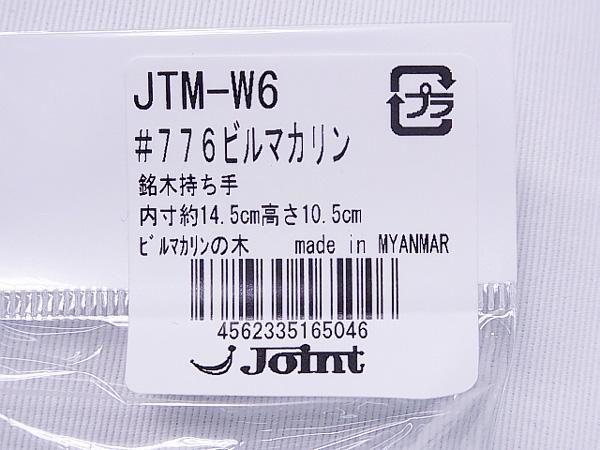 JTM-W6
プラ
#776ビルマカリン
銘木持ち手
内寸約14.5cm高さ10.5cm
ﾋﾞﾙﾏｶﾘﾝの木 made in MYANMAR
4562335165046
Joint